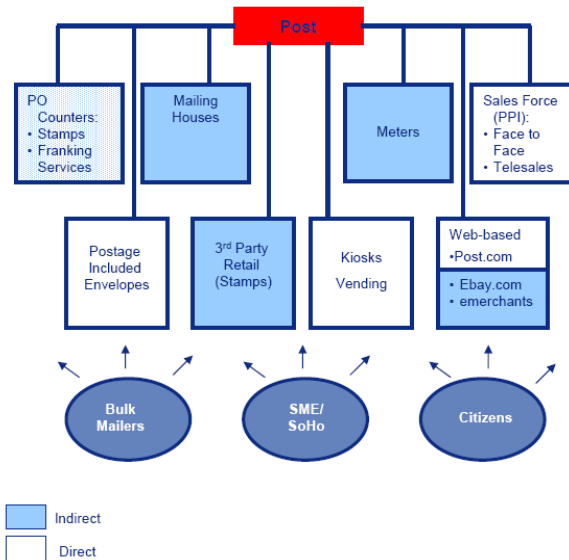 Post
PO
Counters:
• Stamps
• Franking
Services
Mailing
Houses
Meters
Sales Force
(PPI):
• Face to
Face
• Telesales
Postage
Included
Envelopes
3rd Party
Retail
(Stamps)
Kiosks
Vending
Web-based
•Post.com
• Ebay.com
• emerchants
Bulk
Mailers
SME/
SoHo
Citizens
Indirect
Direct